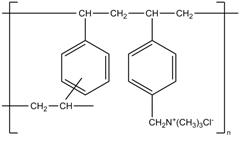 CH CH₂ CH CH₂
CH₂ CH
CH₂N⁺(CH₃)₃Cl⁻
n